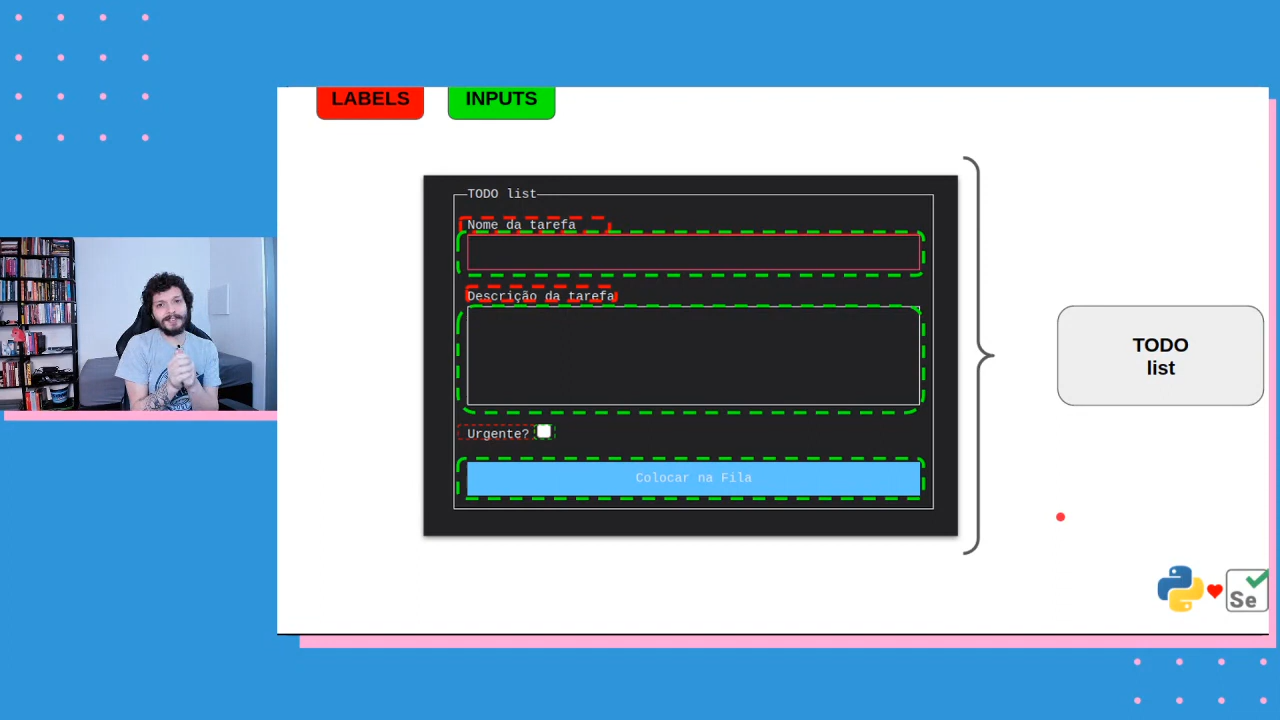 LABELS
INPUTS
TODO list
Nome da tarefa
Descrição da tarefa
Urgente?
Colocar na Fila
TODO
list
Se